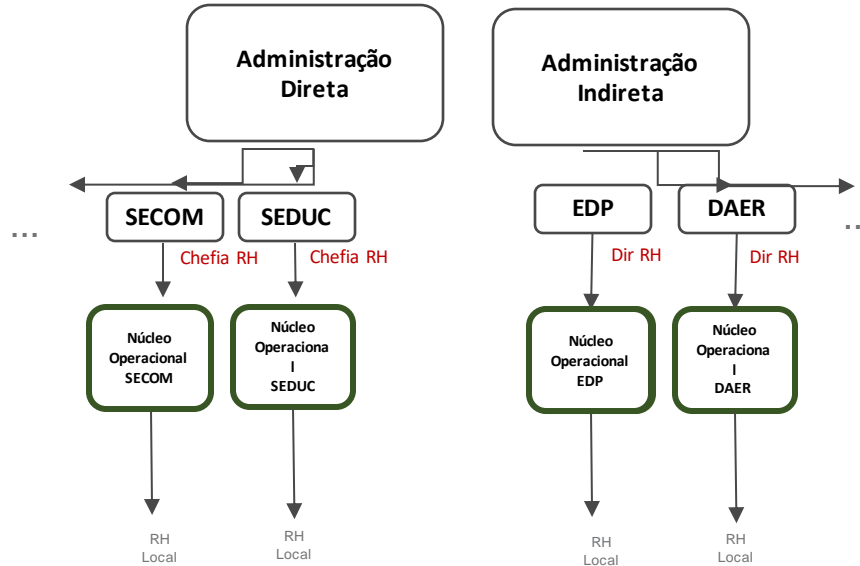 Administração
Direta
Administração
Indireta
SECOM
SEDUC
EDP
DAER
...
..
Chefia RH
Chefia RH
Dir RH
Dir RH
Núcleo
Operacional
SECOM
Núcleo
Operaciona
l
SEDUC
Núcleo
Operacional
EDP
Núcleo
Operaciona
l
DAER
RH
Local
RH
Local
RH
Local
RH
Local